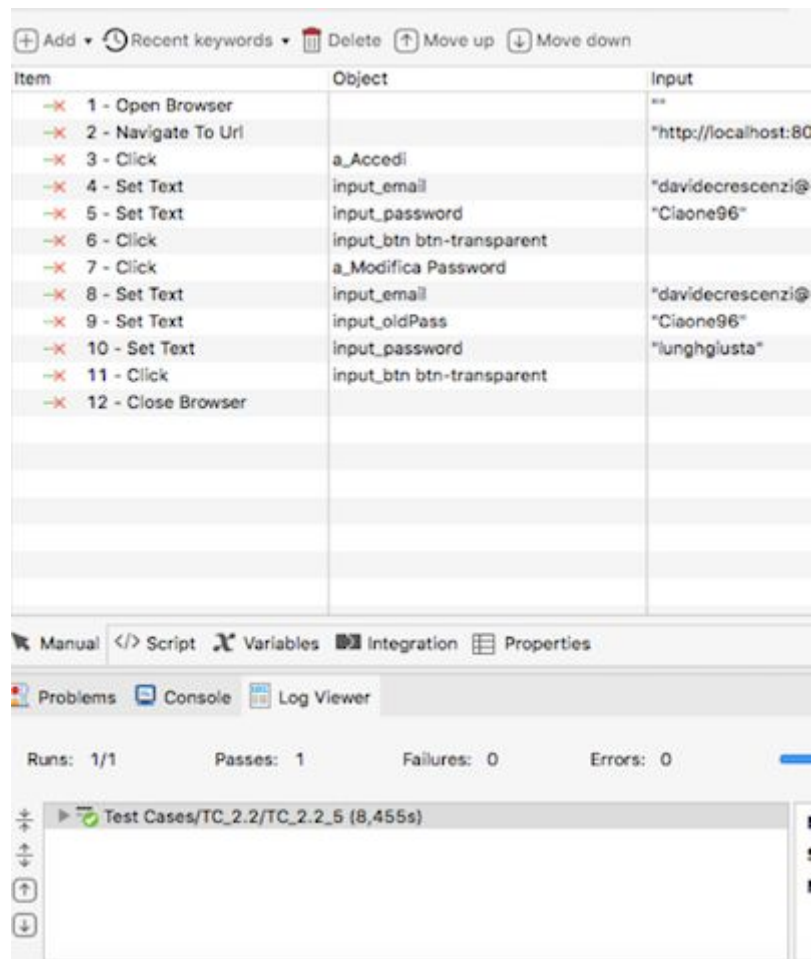 Add Recent keywords Delete Move up Move down
Item Object Input
1 - Open Browser ""
2 - Navigate To Url "http://localhost:80
3 - Click a_Accedi
4 - Set Text input_email "davidecrescenzi@
5 - Set Text input_password "Ciaone96"
6 - Click input_btn btn-transparent
7 - Click a_Modifica Password
8 - Set Text input_email "davidecrescenzi@
9 - Set Text input_oldPass "Ciaone96"
10 - Set Text input_password "lunghgiusta"
11 - Click input_btn btn-transparent
12 - Close Browser
Manual </> Script Variables Integration Properties
Problems Console Log Viewer
Runs: 1/1 Passes: 1 Failures: 0 Errors: 0
Test Cases/TC_2.2/TC_2.2_5 (8,455s)